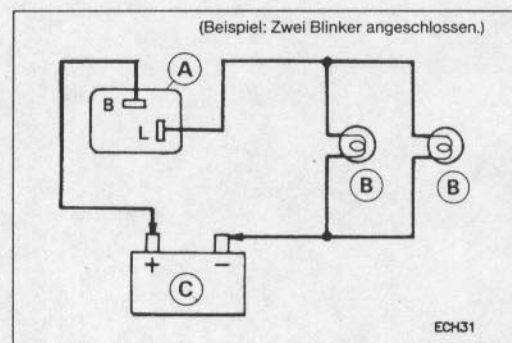 (Beispiel: Zwei Blinker angeschlossen.)
A
B
L
B
B
+ −
C
ECH31